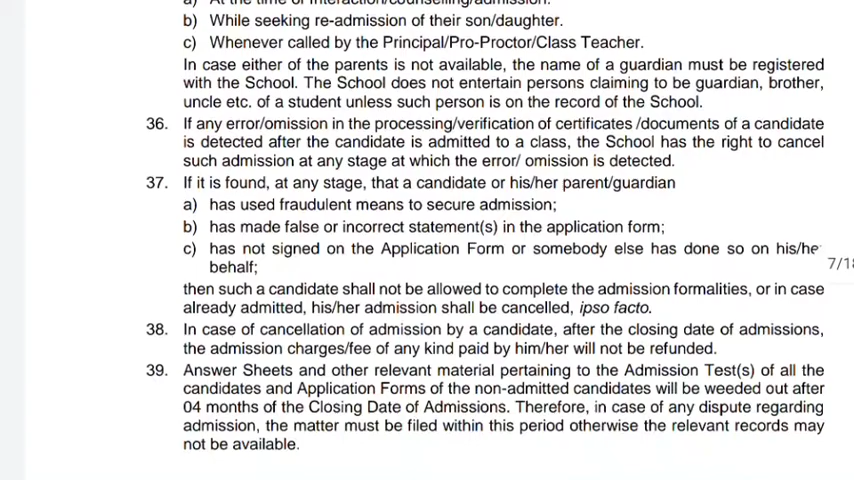 a) At the time of Interaction/counselling/admission.
b) While seeking re-admission of their son/daughter.
c) Whenever called by the Principal/Pro-Proctor/Class Teacher.
In case either of the parents is not available, the name of a guardian must be registered
with the School. The School does not entertain persons claiming to be guardian, brother,
uncle etc. of a student unless such person is on the record of the School.
36. If any error/omission in the processing/verification of certificates /documents of a candidate
is detected after the candidate is admitted to a class, the School has the right to cancel
such admission at any stage at which the error/ omission is detected.
37. If it is found, at any stage, that a candidate or his/her parent/guardian
a) has used fraudulent means to secure admission;
b) has made false or incorrect statement(s) in the application form;
c) has not signed on the Application Form or somebody else has done so on his/he
7/18
behalf;
then such a candidate shall not be allowed to complete the admission formalities, or in case
already admitted, his/her admission shall be cancelled, ipso facto.
38. In case of cancellation of admission by a candidate, after the closing date of admissions,
the admission charges/fee of any kind paid by him/her will not be refunded.
39. Answer Sheets and other relevant material pertaining to the Admission Test(s) of all the
candidates and Application Forms of the non-admitted candidates will be weeded out after
04 months of the Closing Date of Admissions. Therefore, in case of any dispute regarding
admission, the matter must be filed within this period otherwise the relevant records may
not be available.